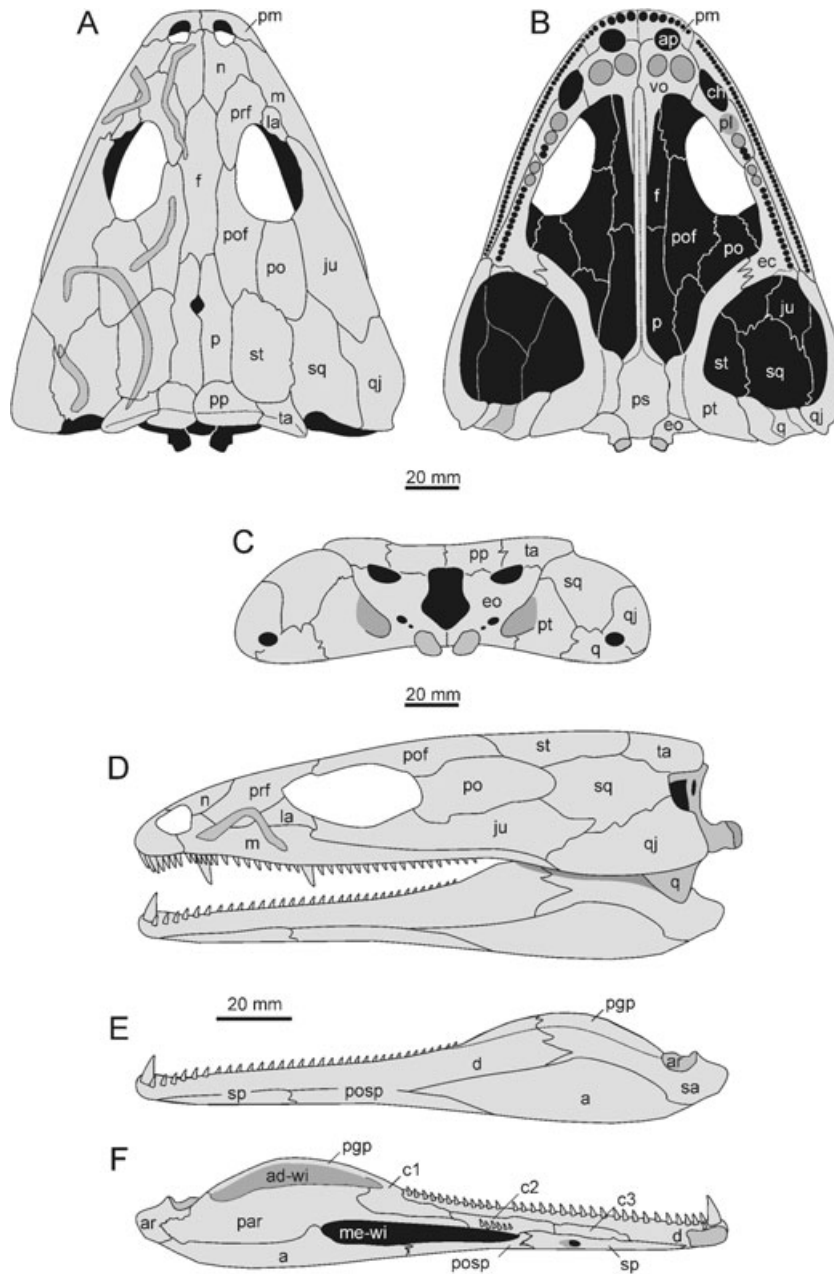 A
pm
n
m
prf
la
f
pof
po
ju
p
st
sq
qj
pp
ta
20 mm
B
pm
ap
vo
ch
pl
f
pof
po
ec
ju
p
st
sq
ps
pt
eo
q
qj
C
pp
ta
sq
eo
qj
pt
q
20 mm
D
pof
st
ta
n
prf
po
sq
la
m
ju
qj
q
20 mm
E
pgp
d
ar
sp
posp
a
sa
F
pgp
ad-wi
c1
c2
c3
ar
par
me-wi
d
a
posp
sp